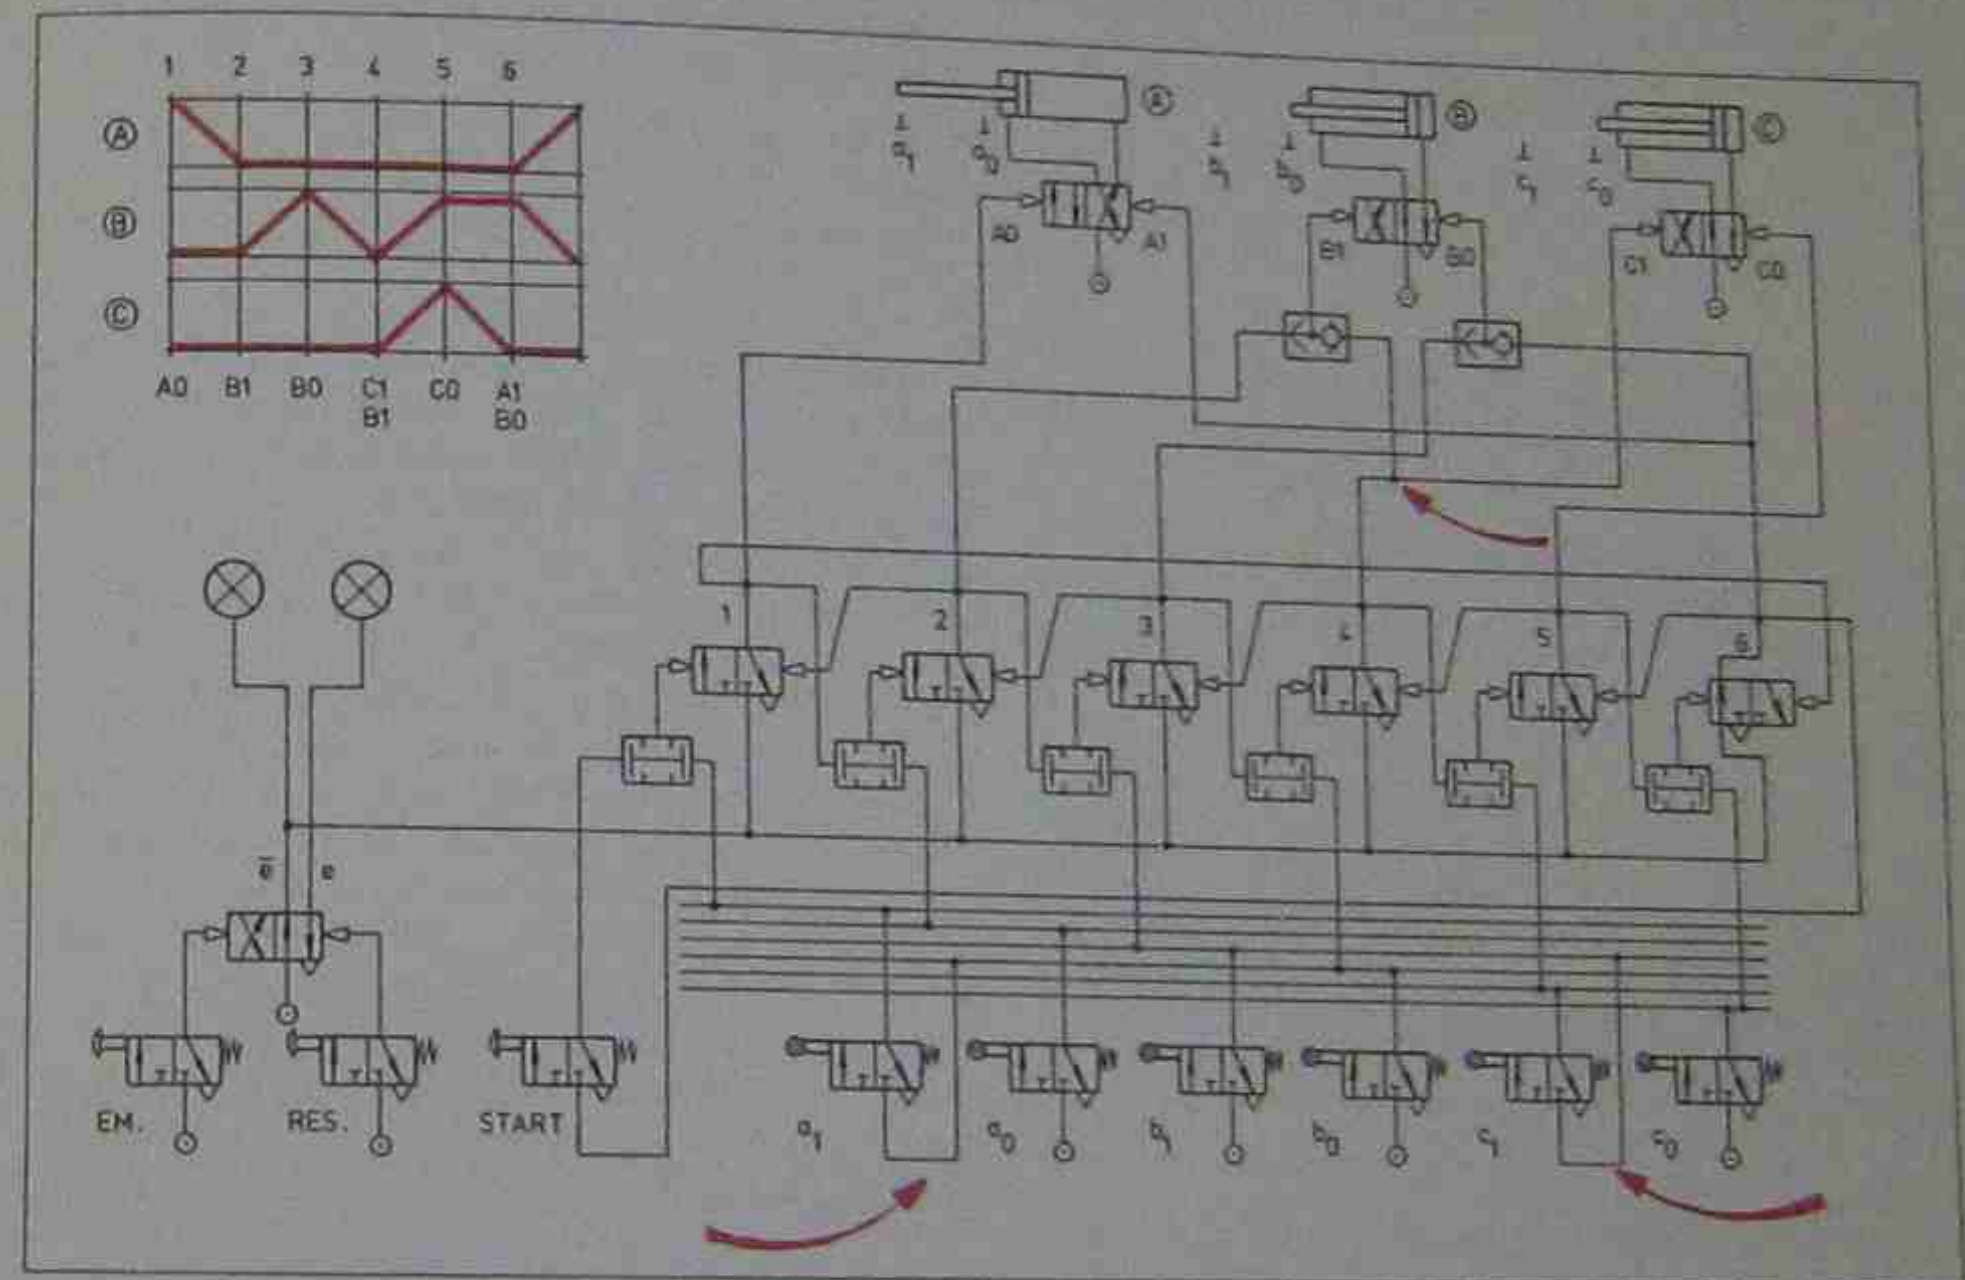 1 2 3 4 5 6
A
B
C
A0 B1 B0 C1 C0 A1
B1 B0
A
B
C
a1 a0
b1 b0
c1 c0
A0 A1
B1 B0
C1 C0
1 2 3 4 5 6
ē e
EM. RES. START
a1 a0 b1 b0 c1 c0